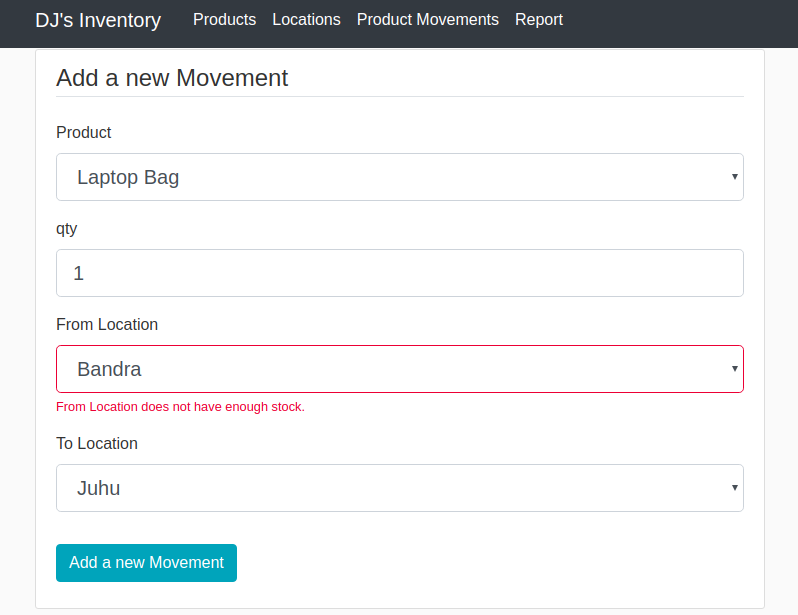 DJ's Inventory Products Locations Product Movements Report
Add a new Movement
Product
Laptop Bag
qty
1
From Location
Bandra
From Location does not have enough stock.
To Location
Juhu
Add a new Movement